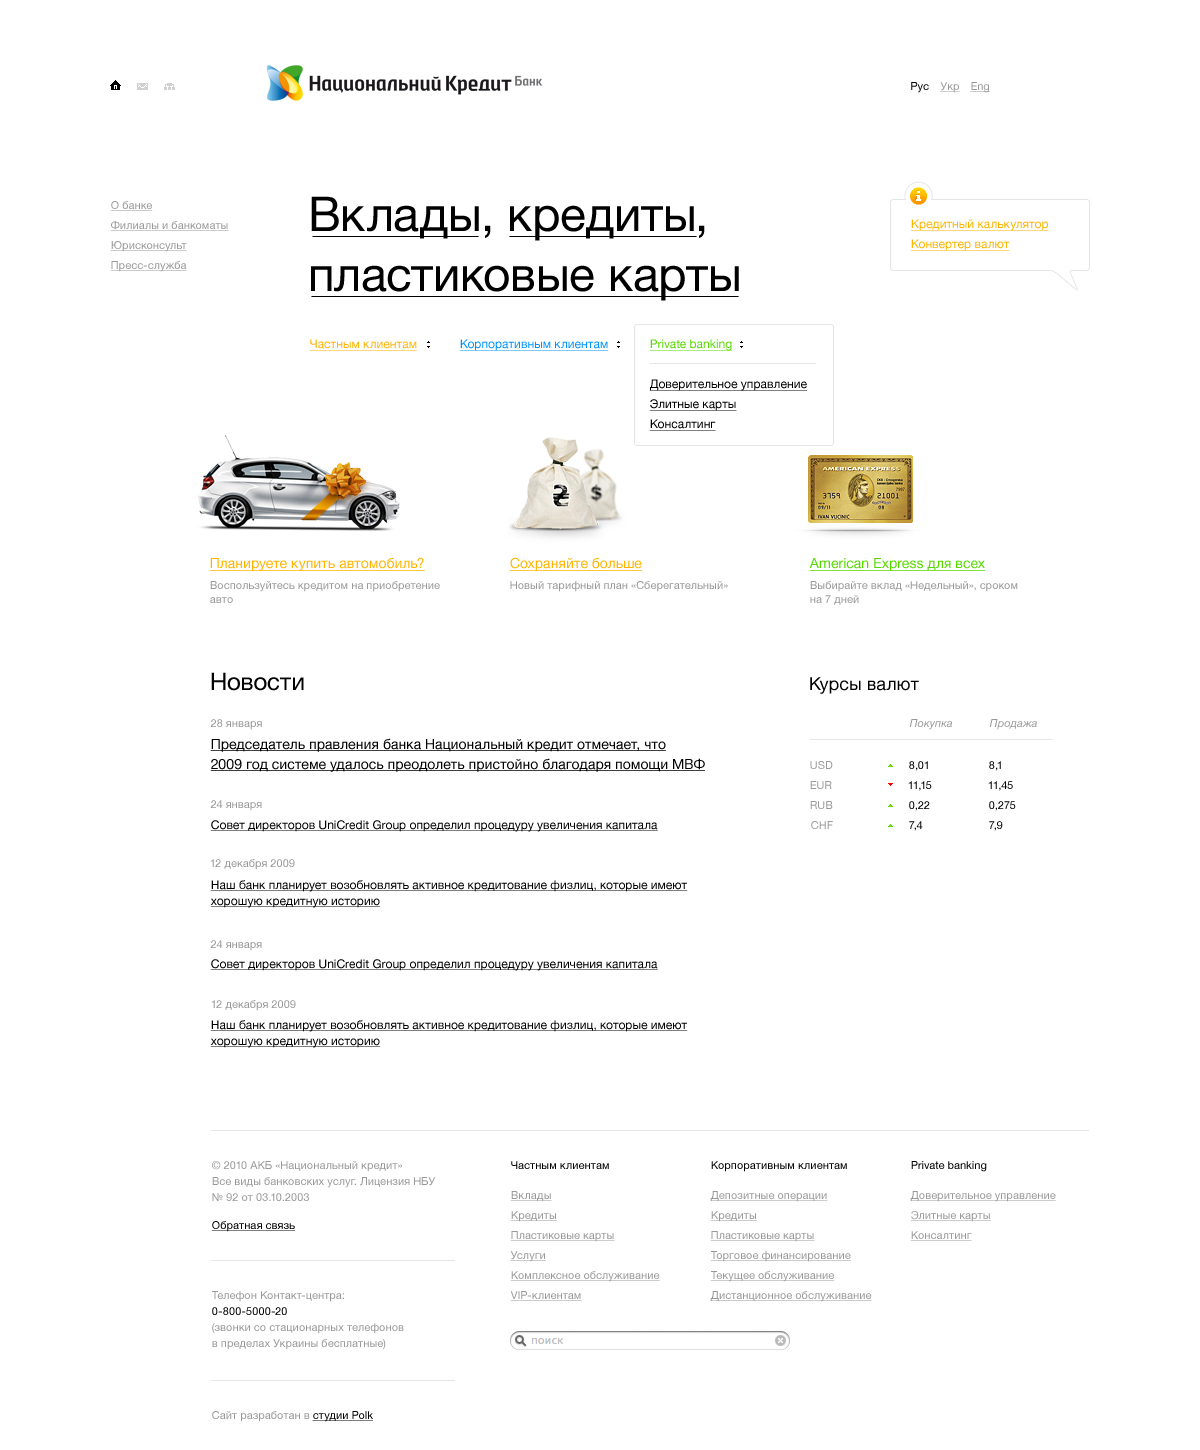 Национальний Кредит Банк
Рус Укр Eng
О банке
Филиалы и банкоматы
Юрисконсульт
Пресс-служба
Вклады, кредиты,
пластиковые карты
Кредитный калькулятор
Конвертер валют
Частным клиентам
Корпоративным клиентам
Private banking
Доверительное управление
Элитные карты
Консалтинг
₴ $
AMERICAN EXPRESS
3759 21001
09/11 08
IVAN VUCINIC
Планируете купить автомобиль?
Воспользуйтесь кредитом на приобретение
авто
Сохраняйте больше
Новый тарифный план «Сберегательный»
American Express для всех
Выбирайте вклад «Недельный», сроком
на 7 дней
Новости
28 января
Председатель правления банка Национальный кредит отмечает, что
2009 год системе удалось преодолеть пристойно благодаря помощи МВФ
24 января
Совет директоров UniCredit Group определил процедуру увеличения капитала
12 декабря 2009
Наш банк планирует возобновлять активное кредитование физлиц, которые имеют
хорошую кредитную историю
24 января
Совет директоров UniCredit Group определил процедуру увеличения капитала
12 декабря 2009
Наш банк планирует возобновлять активное кредитование физлиц, которые имеют
хорошую кредитную историю
Курсы валют
Покупка Продажа
USD 8,01 8,1
EUR 11,15 11,45
RUB 0,22 0,275
CHF 7,4 7,9
© 2010 АКБ «Национальный кредит»
Все виды банковских услуг. Лицензия НБУ
№ 92 от 03.10.2003
Обратная связь
Телефон Контакт-центра:
0-800-5000-20
(звонки со стационарных телефонов
в пределах Украины бесплатные)
Сайт разработан в студии Polk
Частным клиентам
Вклады
Кредиты
Пластиковые карты
Услуги
Комплексное обслуживание
VIP-клиентам
Корпоративным клиентам
Депозитные операции
Кредиты
Пластиковые карты
Торговое финансирование
Текущее обслуживание
Дистанционное обслуживание
Private banking
Доверительное управление
Элитные карты
Консалтинг
поиск